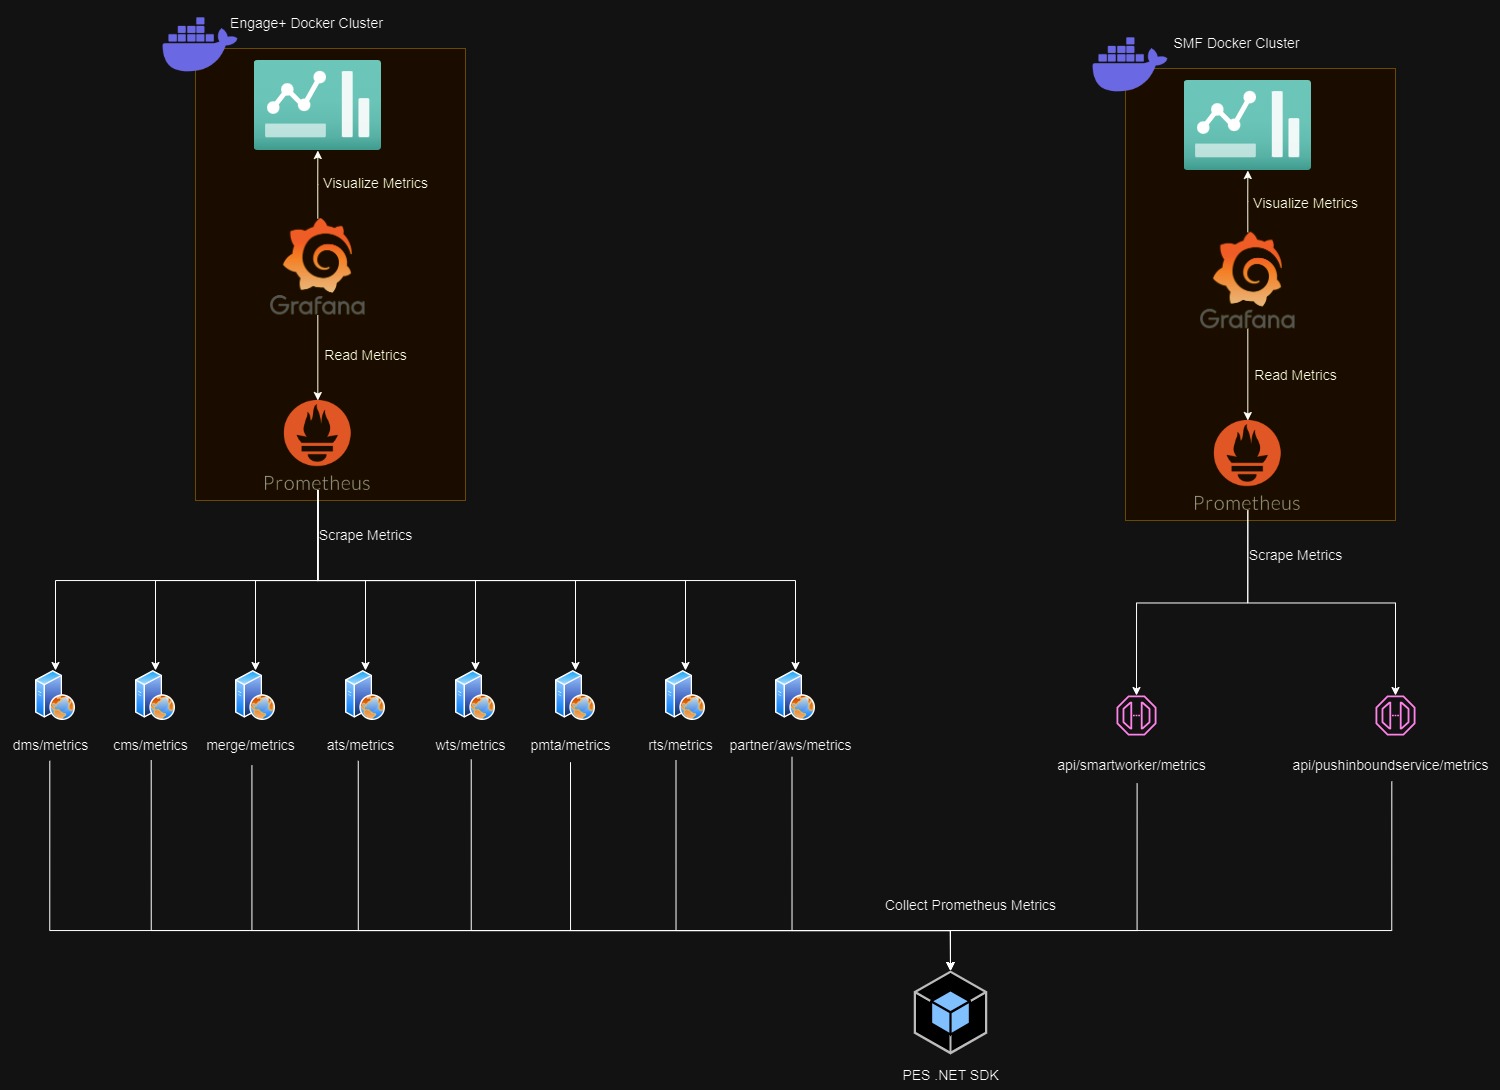 Engage+ Docker Cluster
SMF Docker Cluster
Visualize Metrics
Visualize Metrics
Grafana
Grafana
Read Metrics
Read Metrics
Prometheus
Prometheus
Scrape Metrics
Scrape Metrics
dms/metrics
cms/metrics
merge/metrics
ats/metrics
wts/metrics
pmta/metrics
rts/metrics
partner/aws/metrics
api/smartworker/metrics
api/pushinboundservice/metrics
Collect Prometheus Metrics
PES .NET SDK